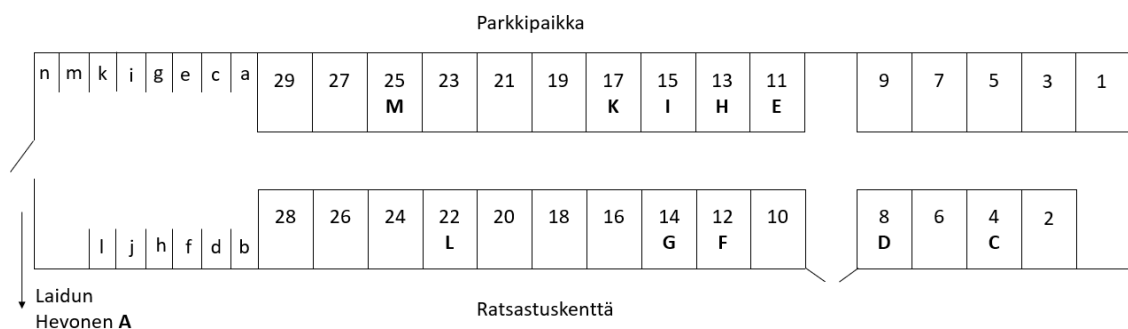 Parkkipaikka
n m k i g e c a 29 27 25 23 21 19 17 15 13 11 9 7 5 3 1
M K I H E
28 26 24 22 20 18 16 14 12 10 8 6 4 2
l j h f d b L G F D C
Laidun Ratsastuskenttä
Hevonen A